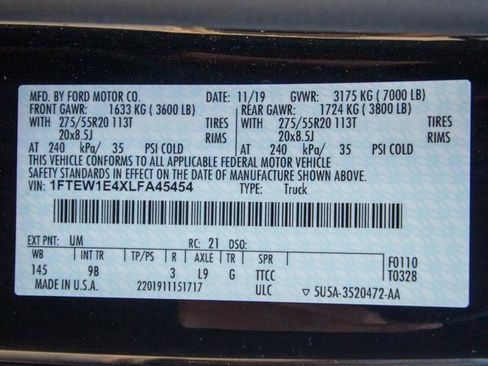 MFD. BY FORD MOTOR CO. DATE: 11/19 GVWR: 3175 KG ( 7000 LB)
FRONT GAWR: 1633 KG ( 3600 LB) REAR GAWR: 1724 KG ( 3800 LB)
WITH 275/55R20 113T TIRES WITH 275/55R20 113T TIRES
20x8.5J RIMS 20x8.5J RIMS
AT 240 kPa/ 35 PSI COLD AT 240 kPa/ 35 PSI COLD
THIS VEHICLE CONFORMS TO ALL APPLICABLE FEDERAL MOTOR VEHICLE
SAFETY STANDARDS IN EFFECT ON THE DATE OF MANUFACTURE SHOWN ABOVE.
VIN: 1FTEW1E4XLFA45454 TYPE: Truck
EXT PNT: UM RC: 21 DSO:
WB INT TR TP/PS R AXLE TR SPR F0110
145 9B 3 L9 G TTCC T0328
MADE IN U.S.A. 2201911151717 ULC ▽ 5U5A-3520472-AA